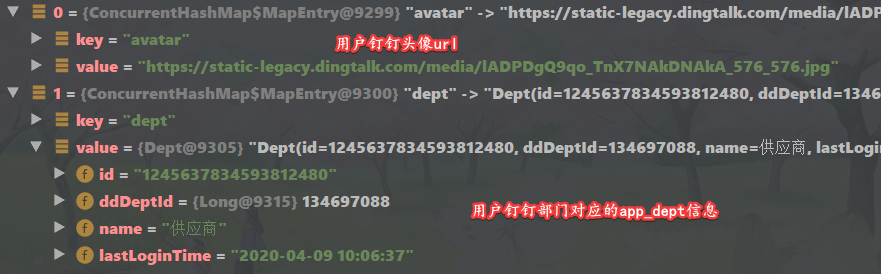 0 = {ConcurrentHashMap$MapEntry@9299} "avatar" -> "https://static-legacy.dingtalk.com/media/lADP
key = "avatar"
用户钉钉头像url
value = "https://static-legacy.dingtalk.com/media/lADPDgQ9qo_TnX7NAkDNAkA_576_576.jpg"
1 = {ConcurrentHashMap$MapEntry@9300} "dept" -> "Dept(id=1245637834593812480, ddDeptId=1346
key = "dept"
value = {Dept@9305} "Dept(id=1245637834593812480, ddDeptId=134697088, name=供应商, lastLogin
f id = "1245637834593812480"
f ddDeptId = {Long@9315} 134697088
用户钉钉部门对应的app_dept信息
f name = "供应商"
f lastLoginTime = "2020-04-09 10:06:37"